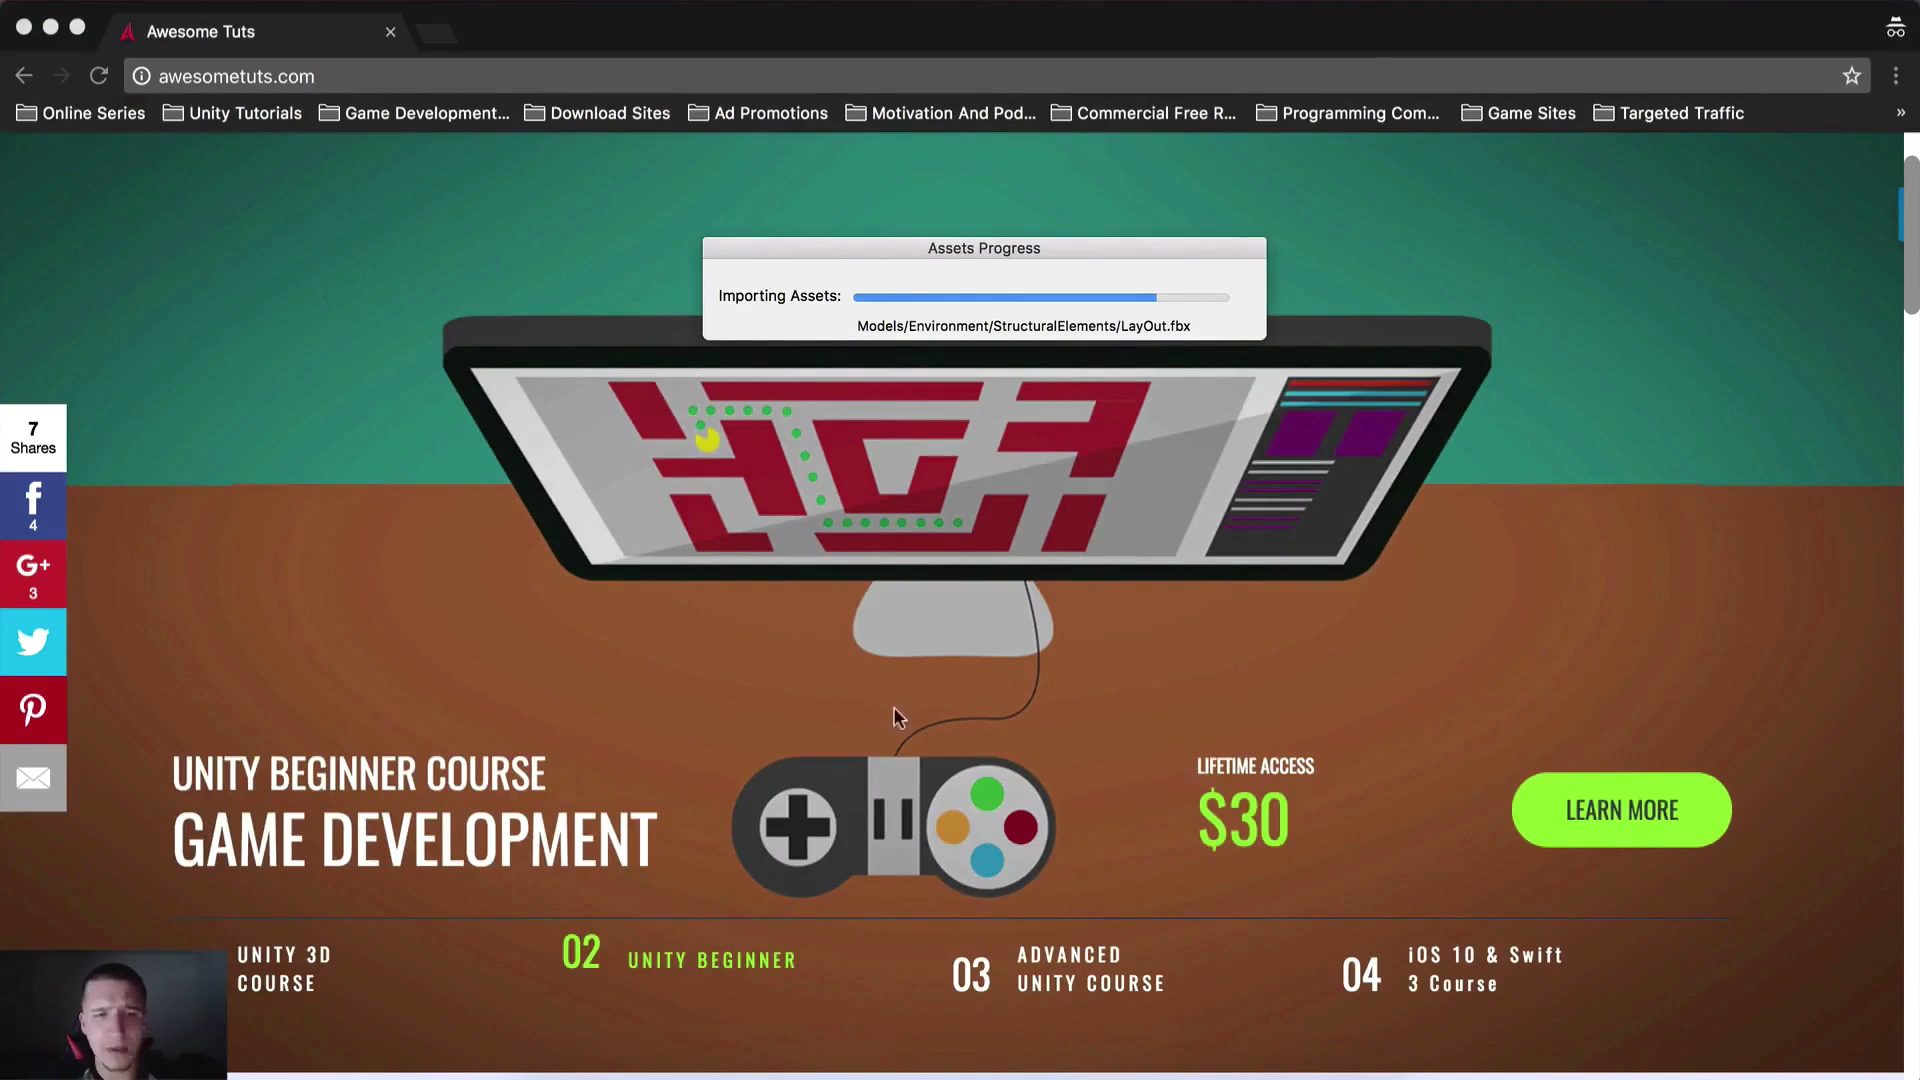 Awesome Tuts
awesometuts.com
Online Series
Unity Tutorials
Game Development...
Download Sites
Ad Promotions
Motivation And Pod...
Commercial Free R...
Programming Com...
Game Sites
Targeted Traffic
»
Assets Progress
Importing Assets:
Models/Environment/StructuralElements/LayOut.fbx
7
Shares
f
4
G+
3
UNITY BEGINNER COURSE
GAME DEVELOPMENT
LIFETIME ACCESS
$30
LEARN MORE
UNITY 3D
COURSE
02 UNITY BEGINNER
03 ADVANCED
UNITY COURSE
04 iOS 10 & Swift
3 Course